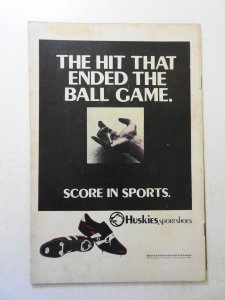 THE HIT THAT
ENDED THE
BALL GAME.
SCORE IN SPORTS.
Huskies SPORTSHOES